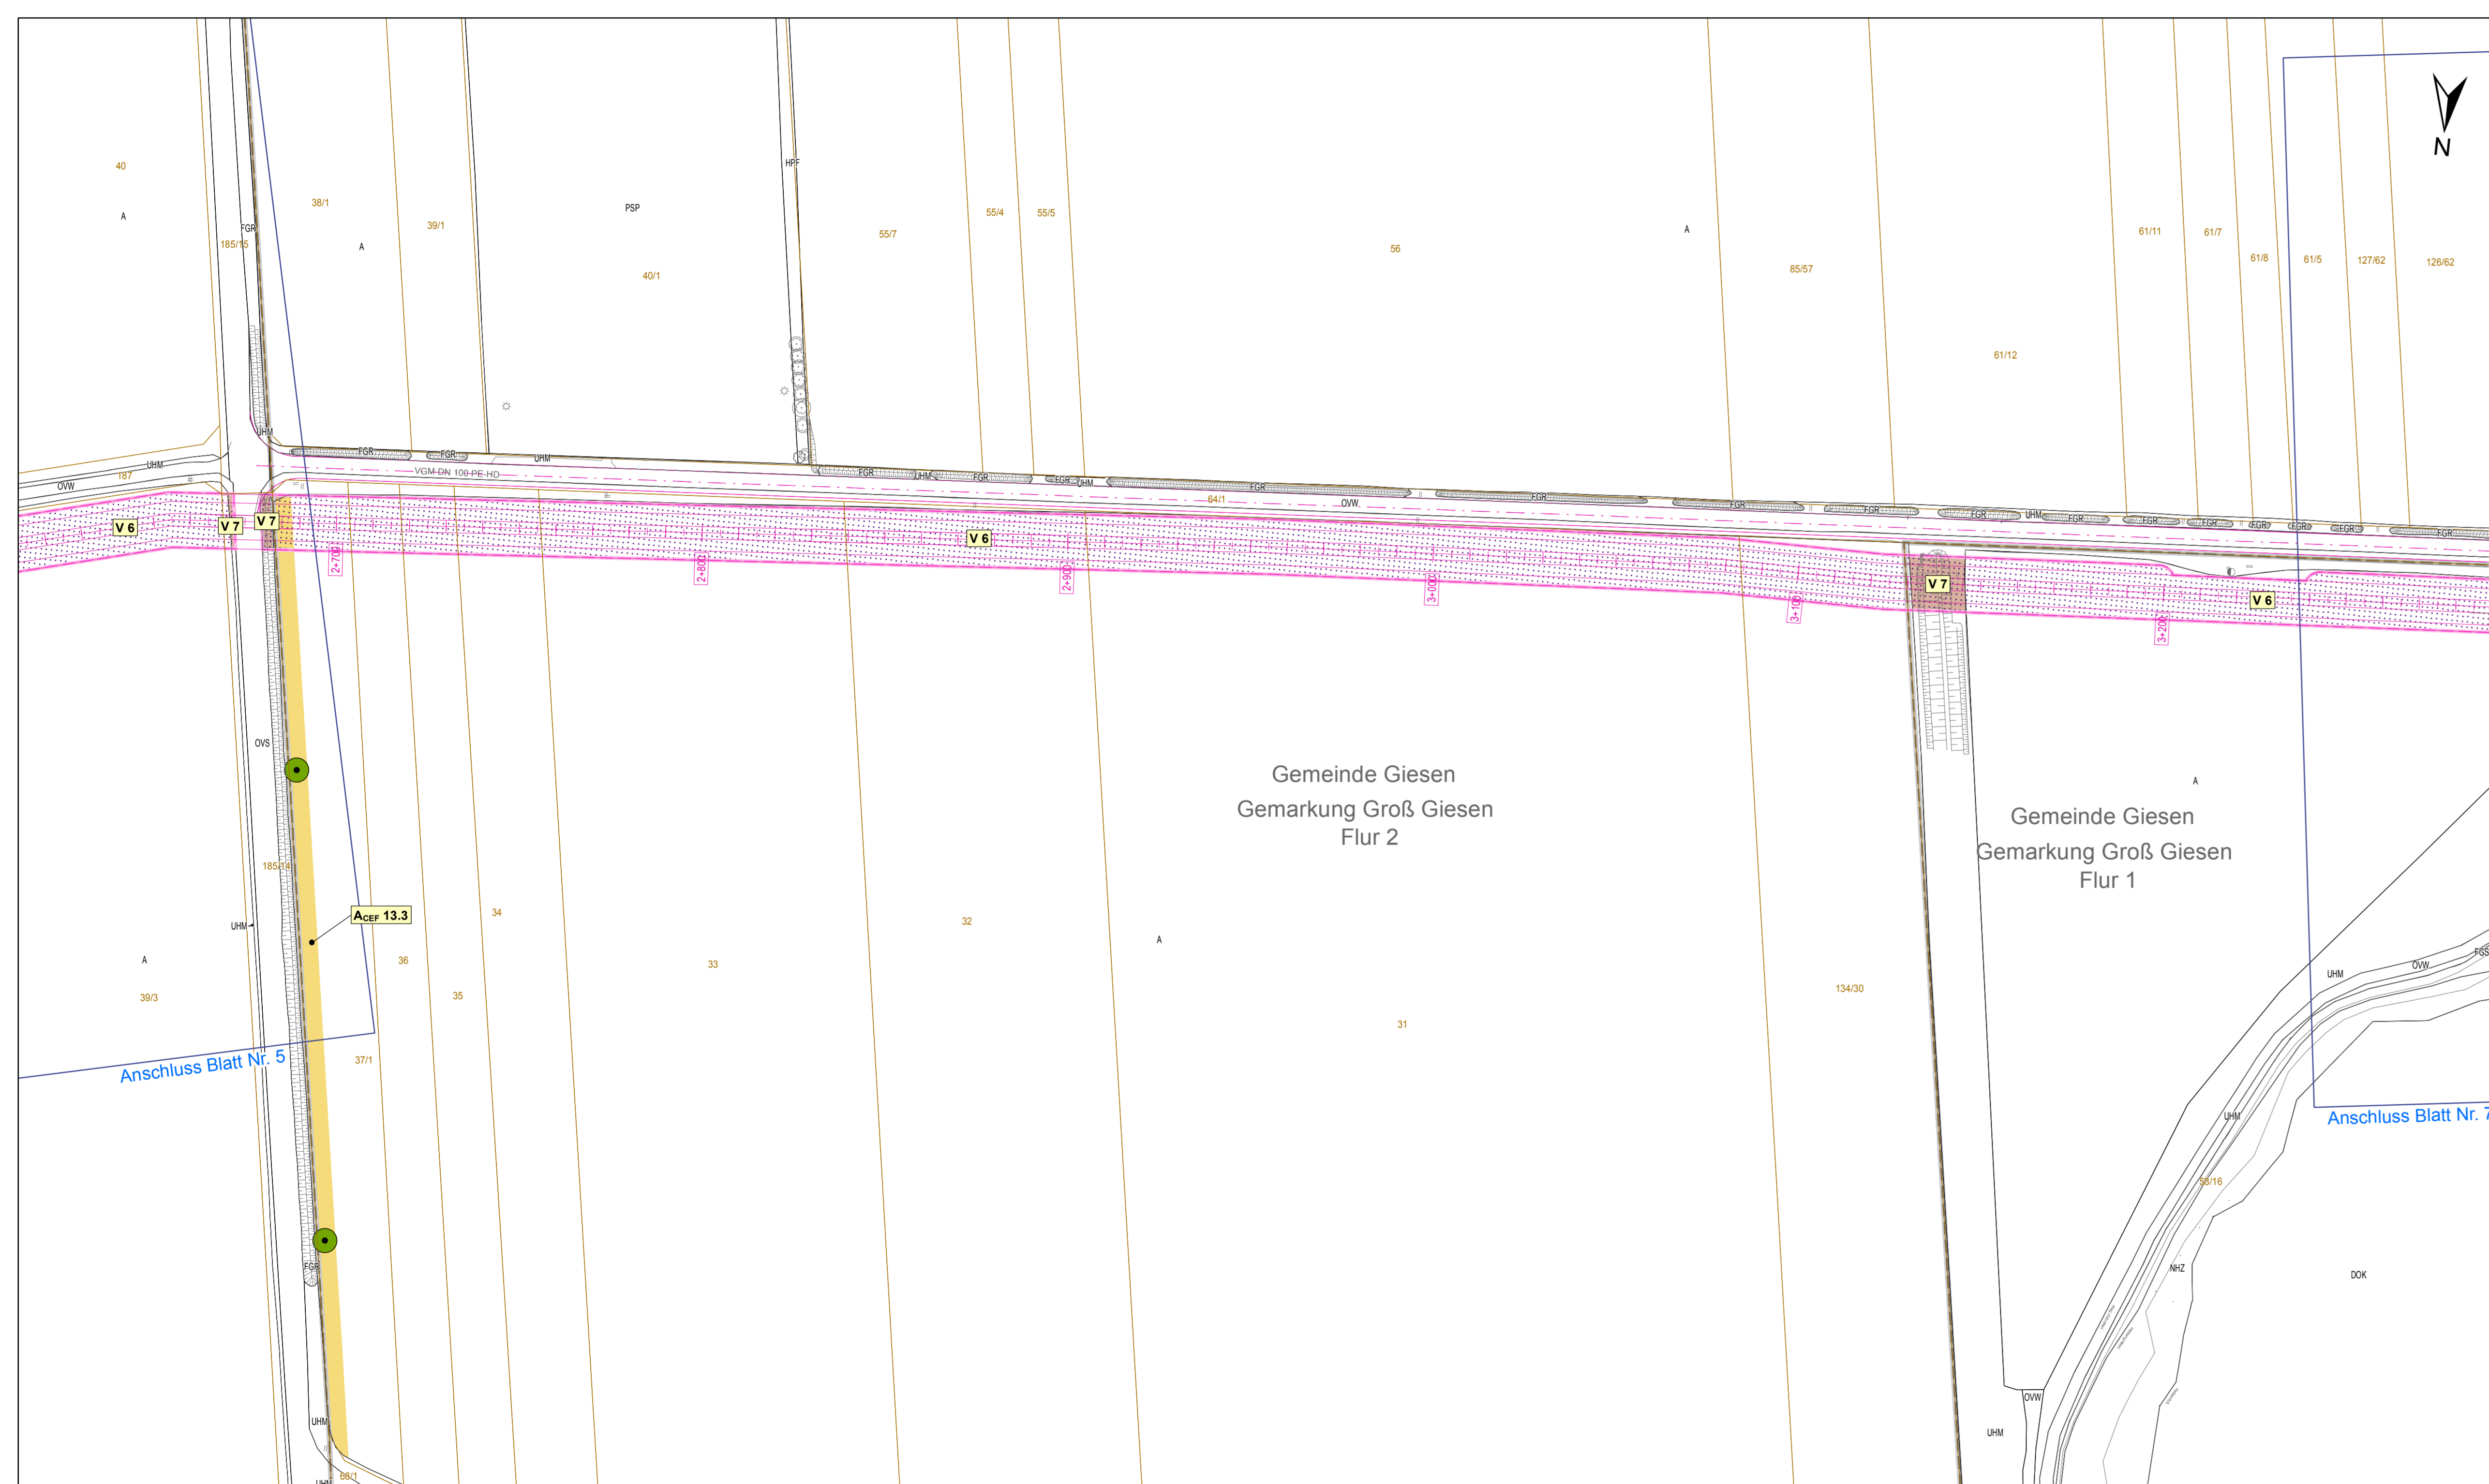 N
40
A
185/15
FGR
38/1
A
39/1
PSP
40/1
HPF
55/7
55/4
55/5
56
A
85/57
61/11
61/7
61/8
61/5
127/62
126/62
61/12
UHM
UHM
187
OVW
FGR
FGR
UHM
VGM DN 100 PE-HD
FGR
UHM
FGR
FGR
UHM
FGR
64/1
OVW
FGR
FGR
FGR
FGR
UHM
FGR
FGR
FGR
FGR
FGR
FGR
FGR
V 6
V 7
V 7
V 6
V 7
V 6
2+700
2+800
2+900
3+000
3+100
3+200
OVS
185/14
UHM
A
39/3
ACEF 13.3
Anschluss Blatt Nr. 5
36
35
34
37/1
33
32
A
31
134/30
Gemeinde Giesen
Gemarkung Groß Giesen
Flur 2
A
Gemeinde Giesen
Gemarkung Groß Giesen
Flur 1
UHM
OVW
FGS
Anschluss Blatt Nr. 7
UHM
58/16
NHZ
DOK
FGR
UHM
UHM
68/1
OVW
UHM